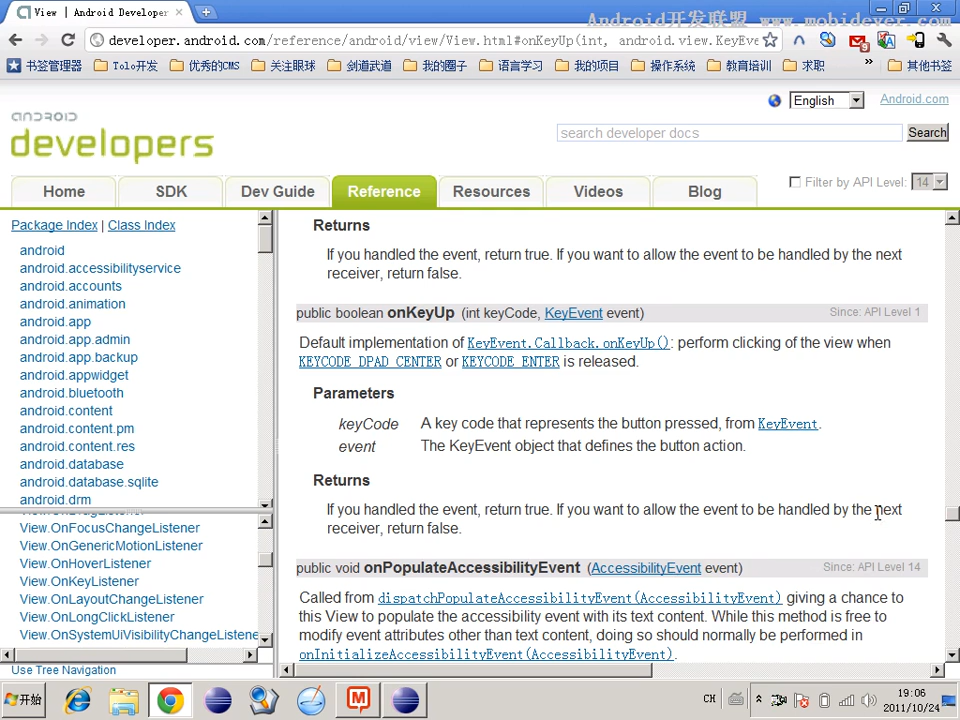 View | Android Developer
Android开发联盟 www.mobidever.com
developer.android.com/reference/android/view/View.html#onKeyUp(int, android.view.KeyEve
书签管理器 Tolo开发 优秀的CMS 关注眼球 剑道武道 我的圈子 语言学习 我的项目 操作系统 教育培训 求职 » 其他书签
English Android.com
android
developers
search developer docs Search
Home SDK Dev Guide Reference Resources Videos Blog
Filter by API Level: 14
Package Index | Class Index
android
android.accessibilityservice
android.accounts
android.animation
android.app
android.app.admin
android.app.backup
android.appwidget
android.bluetooth
android.content
android.content.pm
android.content.res
android.database
android.database.sqlite
android.drm
View.OnDragListener
View.OnFocusChangeListener
View.OnGenericMotionListener
View.OnHoverListener
View.OnKeyListener
View.OnLayoutChangeListener
View.OnLongClickListener
View.OnSystemUiVisibilityChangeListene
Use Tree Navigation
Returns
If you handled the event, return true. If you want to allow the event to be handled by the next
receiver, return false.
public boolean onKeyUp (int keyCode, KeyEvent event) Since: API Level 1
Default implementation of KeyEvent.Callback.onKeyUp(): perform clicking of the view when
KEYCODE_DPAD_CENTER or KEYCODE_ENTER is released.
Parameters
keyCode A key code that represents the button pressed, from KeyEvent.
event The KeyEvent object that defines the button action.
Returns
If you handled the event, return true. If you want to allow the event to be handled by the next
receiver, return false.
public void onPopulateAccessibilityEvent (AccessibilityEvent event) Since: API Level 14
Called from dispatchPopulateAccessibilityEvent(AccessibilityEvent) giving a chance to
this View to populate the accessibility event with its text content. While this method is free to
modify event attributes other than text content, doing so should normally be performed in
onInitializeAccessibilityEvent(AccessibilityEvent).
开始
CH
19:06
2011/10/24